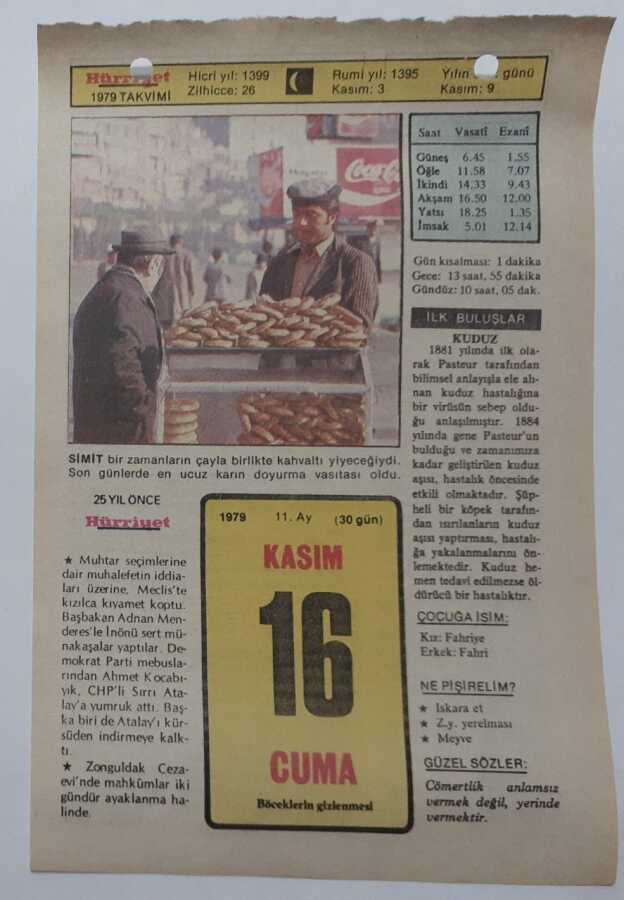 Hürriyet
1979 TAKVİMİ
Hicri yıl: 1399
Zilhicce: 26
Rumi yıl: 1395
Kasım: 3
Yılın günü
Kasım: 9
Coca-Cola
Saat Vasatî Ezanî
Güneş 6.45 1.55
Öğle 11.58 7.07
İkindi 14.33 9.43
Akşam 16.50 12.00
Yatsı 18.25 1.35
İmsak 5.01 12.14
Gün kısalması: 1 dakika
Gece: 13 saat, 55 dakika
Gündüz: 10 saat, 05 dak.
İLK BULUŞLAR
KUDUZ
1881 yılında ilk ola-
rak Pasteur tarafından
bilimsel anlayışla ele alı-
nan kuduz hastalığına
bir virüsün sebep oldu-
ğu anlaşılmıştır. 1884
yılında gene Pasteur'un
bulduğu ve zamanımıza
kadar geliştirilen kuduz
aşısı, hastalık öncesinde
etkili olmaktadır. Şüp-
heli bir köpek tarafın-
dan ısırılanların kuduz
aşısı yaptırması, hastalı-
ğa yakalanmalarını ön-
lemektedir. Kuduz he-
men tedavi edilmezse öl-
dürücü bir hastalıktır.
ÇOCUĞA İSİM:
Kız: Fahriye
Erkek: Fahri
NE PİŞİRELİM?
★ Iskara et
★ Z.y. yerelması
★ Meyve
GÜZEL SÖZLER:
Cömertlik anlamsız
vermek değil, yerinde
vermektir.
SİMİT bir zamanların çayla birlikte kahvaltı yiyeceğiydi.
Son günlerde en ucuz karın doyurma vasıtası oldu.
25 YIL ÖNCE
Hürriyet
★ Muhtar seçimlerine
dair muhalefetin iddia-
ları üzerine, Meclis'te
kızılca kıyamet koptu.
Başbakan Adnan Men-
deres'le İnönü sert mü-
nakaşalar yaptılar. De-
mokrat Parti mebusla-
rından Ahmet Kocabı-
yık, CHP'li Sırrı Ata-
lay'a yumruk attı. Baş-
ka biri de Atalay'ı kür-
süden indirmeye kalk-
tı.
★ Zonguldak Ceza-
evi'nde mahkûmlar iki
gündür ayaklanma ha-
linde.
1979 11. Ay (30 gün)
KASIM
16
CUMA
Böceklerin gizlenmesi